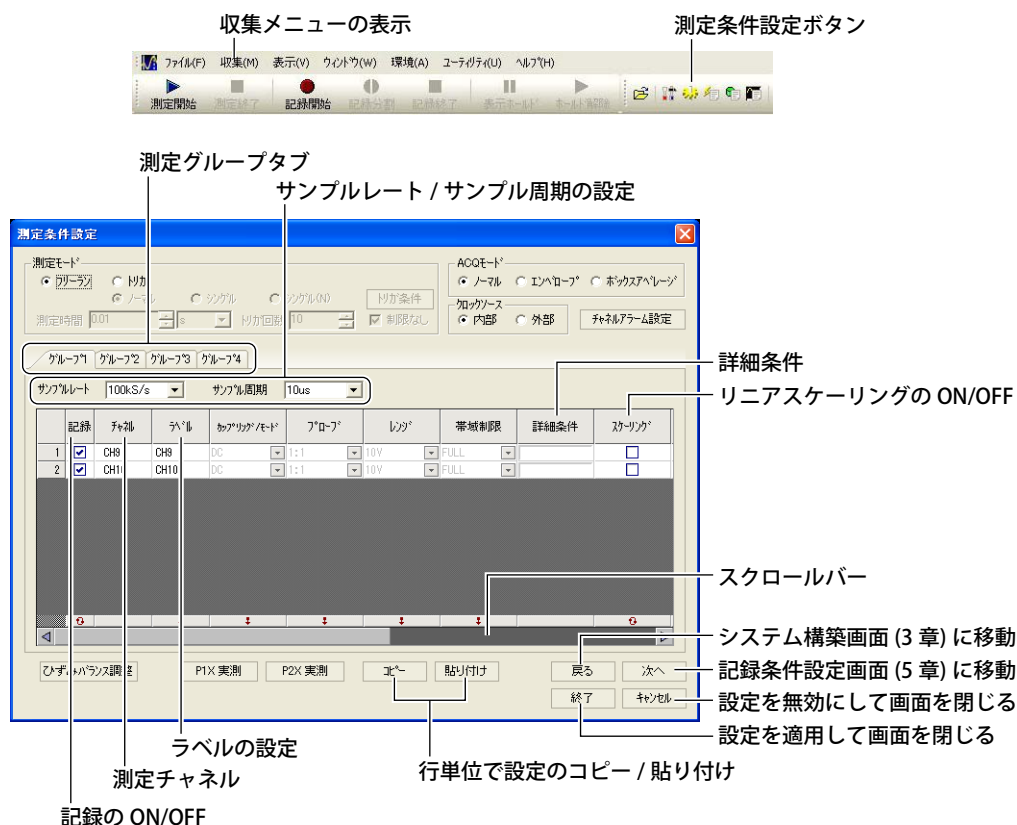 収集メニューの表示
測定条件設定ボタン
ファイル(F) 収集(M) 表示(V) ウィンドウ(W) 環境(A) ユーティリティ(U) ヘルプ(H)
測定開始 測定終了 記録開始 記録分割 記録終了 表示ホールド ホールド解除
測定グループタブ
サンプルレート / サンプル周期の設定
測定条件設定
測定モード
フリーラン トリガ
ノーマル シングル シングル(N) トリガ条件
測定時間 0.01 s トリガ回数 10 制限なし
ACQモード
ノーマル エンベロープ ボックスアベレージ
クロックソース
内部 外部 チャネルアラーム設定
グループ1 グループ2 グループ3 グループ4
サンプルレート 100kS/s サンプル周期 10us
記録 チャネル ラベル カップリング/モード プローブ レンジ 帯域制限 詳細条件 スケーリング
1 CH9 CH9 DC 1:1 10V FULL
2 CH10 CH10 DC 1:1 10V FULL
詳細条件
リニアスケーリングの ON/OFF
スクロールバー
ひずみバランス調整 P1X 実測 P2X 実測 コピー 貼り付け 戻る 次へ
終了 キャンセル
システム構築画面 (3 章) に移動
記録条件設定画面 (5 章) に移動
設定を無効にして画面を閉じる
設定を適用して画面を閉じる
ラベルの設定
行単位で設定のコピー / 貼り付け
測定チャネル
記録の ON/OFF